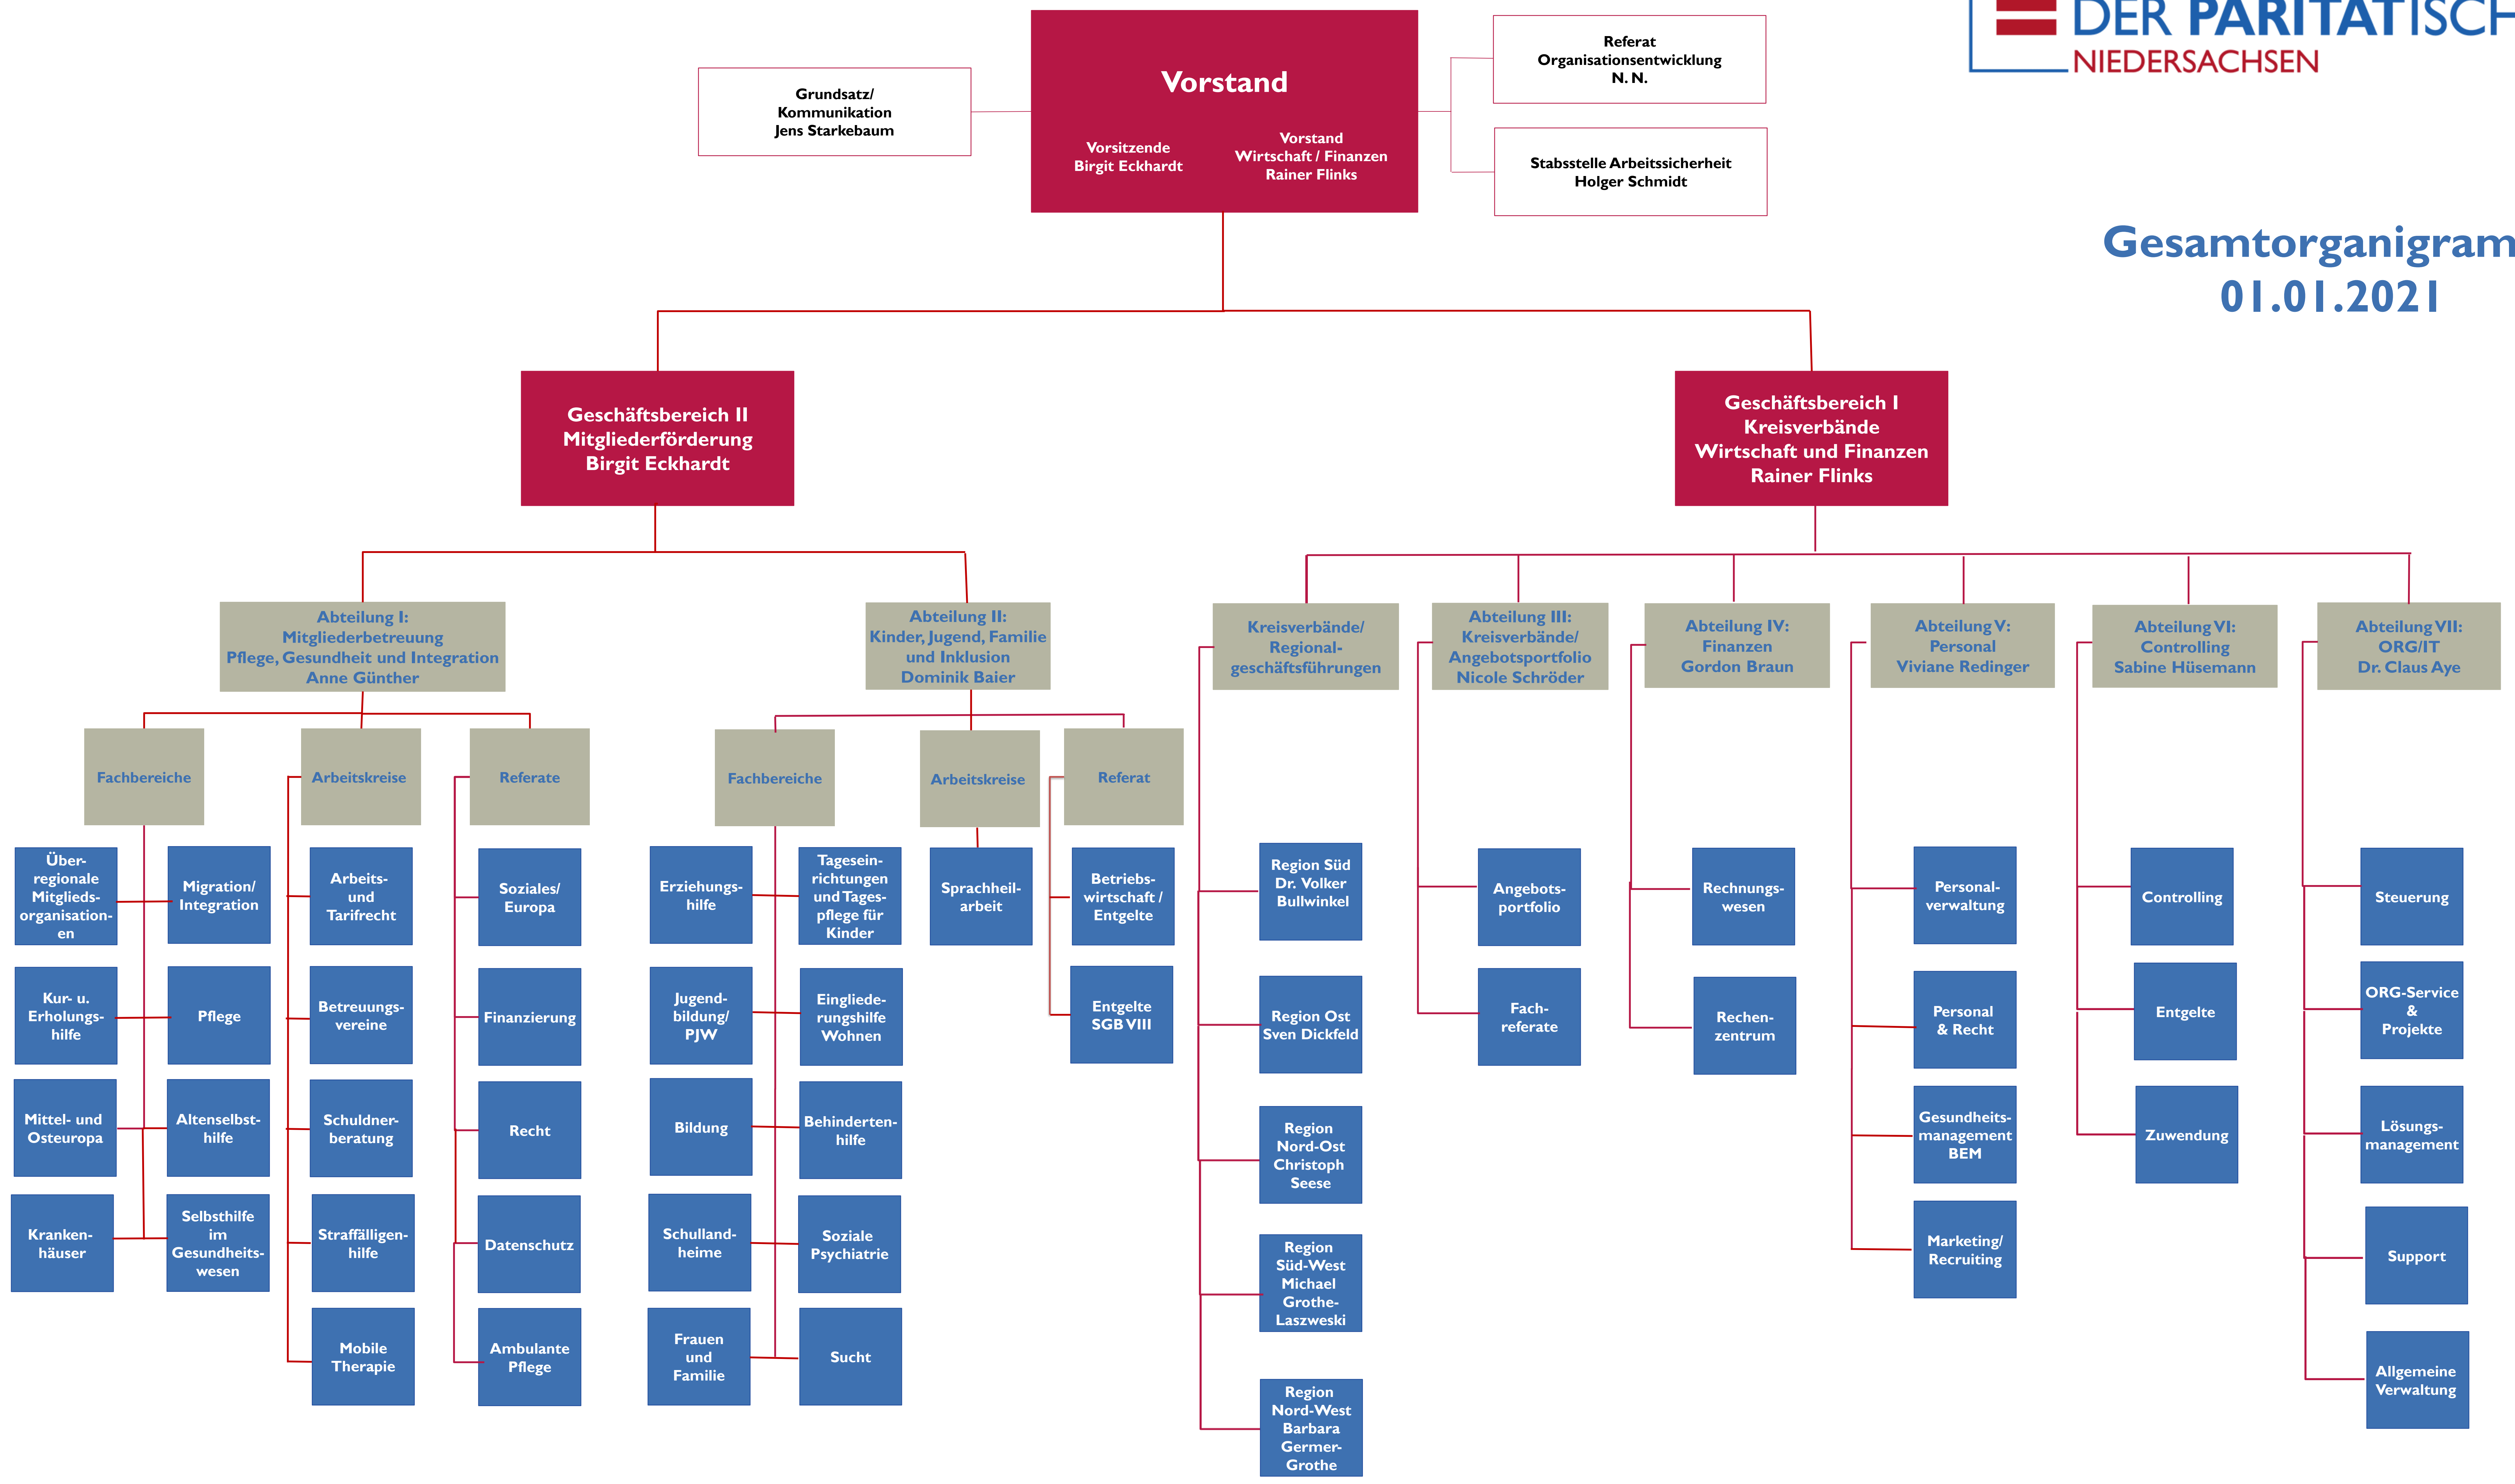 DER PARITÄTISCH
NIEDERSACHSEN
Gesamtorganigram
01.01.2021
Grundsatz/
Kommunikation
Jens Starkebaum
Vorstand
Vorsitzende
Birgit Eckhardt
Vorstand
Wirtschaft / Finanzen
Rainer Flinks
Referat
Organisationsentwicklung
N. N.
Stabsstelle Arbeitssicherheit
Holger Schmidt
Geschäftsbereich II
Mitgliederförderung
Birgit Eckhardt
Geschäftsbereich I
Kreisverbände
Wirtschaft und Finanzen
Rainer Flinks
Abteilung I:
Mitgliederbetreuung
Pflege, Gesundheit und Integration
Anne Günther
Abteilung II:
Kinder, Jugend, Familie
und Inklusion
Dominik Baier
Kreisverbände/
Regional-
geschäftsführungen
Abteilung III:
Kreisverbände/
Angebotsportfolio
Nicole Schröder
Abteilung IV:
Finanzen
Gordon Braun
Abteilung V:
Personal
Viviane Redinger
Abteilung VI:
Controlling
Sabine Hüsemann
Abteilung VII:
ORG/IT
Dr. Claus Aye
Fachbereiche
Arbeitskreise
Referate
Fachbereiche
Arbeitskreise
Referat
Über-
regionale
Mitglieds-
organisation-
en
Migration/
Integration
Kur- u.
Erholungs-
hilfe
Pflege
Mittel- und
Osteuropa
Altenselbst-
hilfe
Kranken-
häuser
Selbsthilfe
im
Gesundheits-
wesen
Arbeits-
und
Tarifrecht
Betreuungs-
vereine
Schuldner-
beratung
Straffälligen-
hilfe
Mobile
Therapie
Soziales/
Europa
Finanzierung
Recht
Datenschutz
Ambulante
Pflege
Erziehungs-
hilfe
Tagesein-
richtungen
und Tages-
pflege für
Kinder
Jugend-
bildung/
PJW
Eingliede-
rungshilfe
Wohnen
Bildung
Behinderten-
hilfe
Schulland-
heime
Soziale
Psychiatrie
Frauen
und
Familie
Sucht
Sprachheil-
arbeit
Betriebs-
wirtschaft /
Entgelte
Entgelte
SGB VIII
Region Süd
Dr. Volker
Bullwinkel
Region Ost
Sven Dickfeld
Region
Nord-Ost
Christoph
Seese
Region
Süd-West
Michael
Grothe-
Laszweski
Region
Nord-West
Barbara
Germer-
Grothe
Angebots-
portfolio
Fach-
referate
Rechnungs-
wesen
Rechen-
zentrum
Personal-
verwaltung
Personal
& Recht
Gesundheits-
management
BEM
Marketing/
Recruiting
Controlling
Entgelte
Zuwendung
Steuerung
ORG-Service
&
Projekte
Lösungs-
management
Support
Allgemeine
Verwaltung